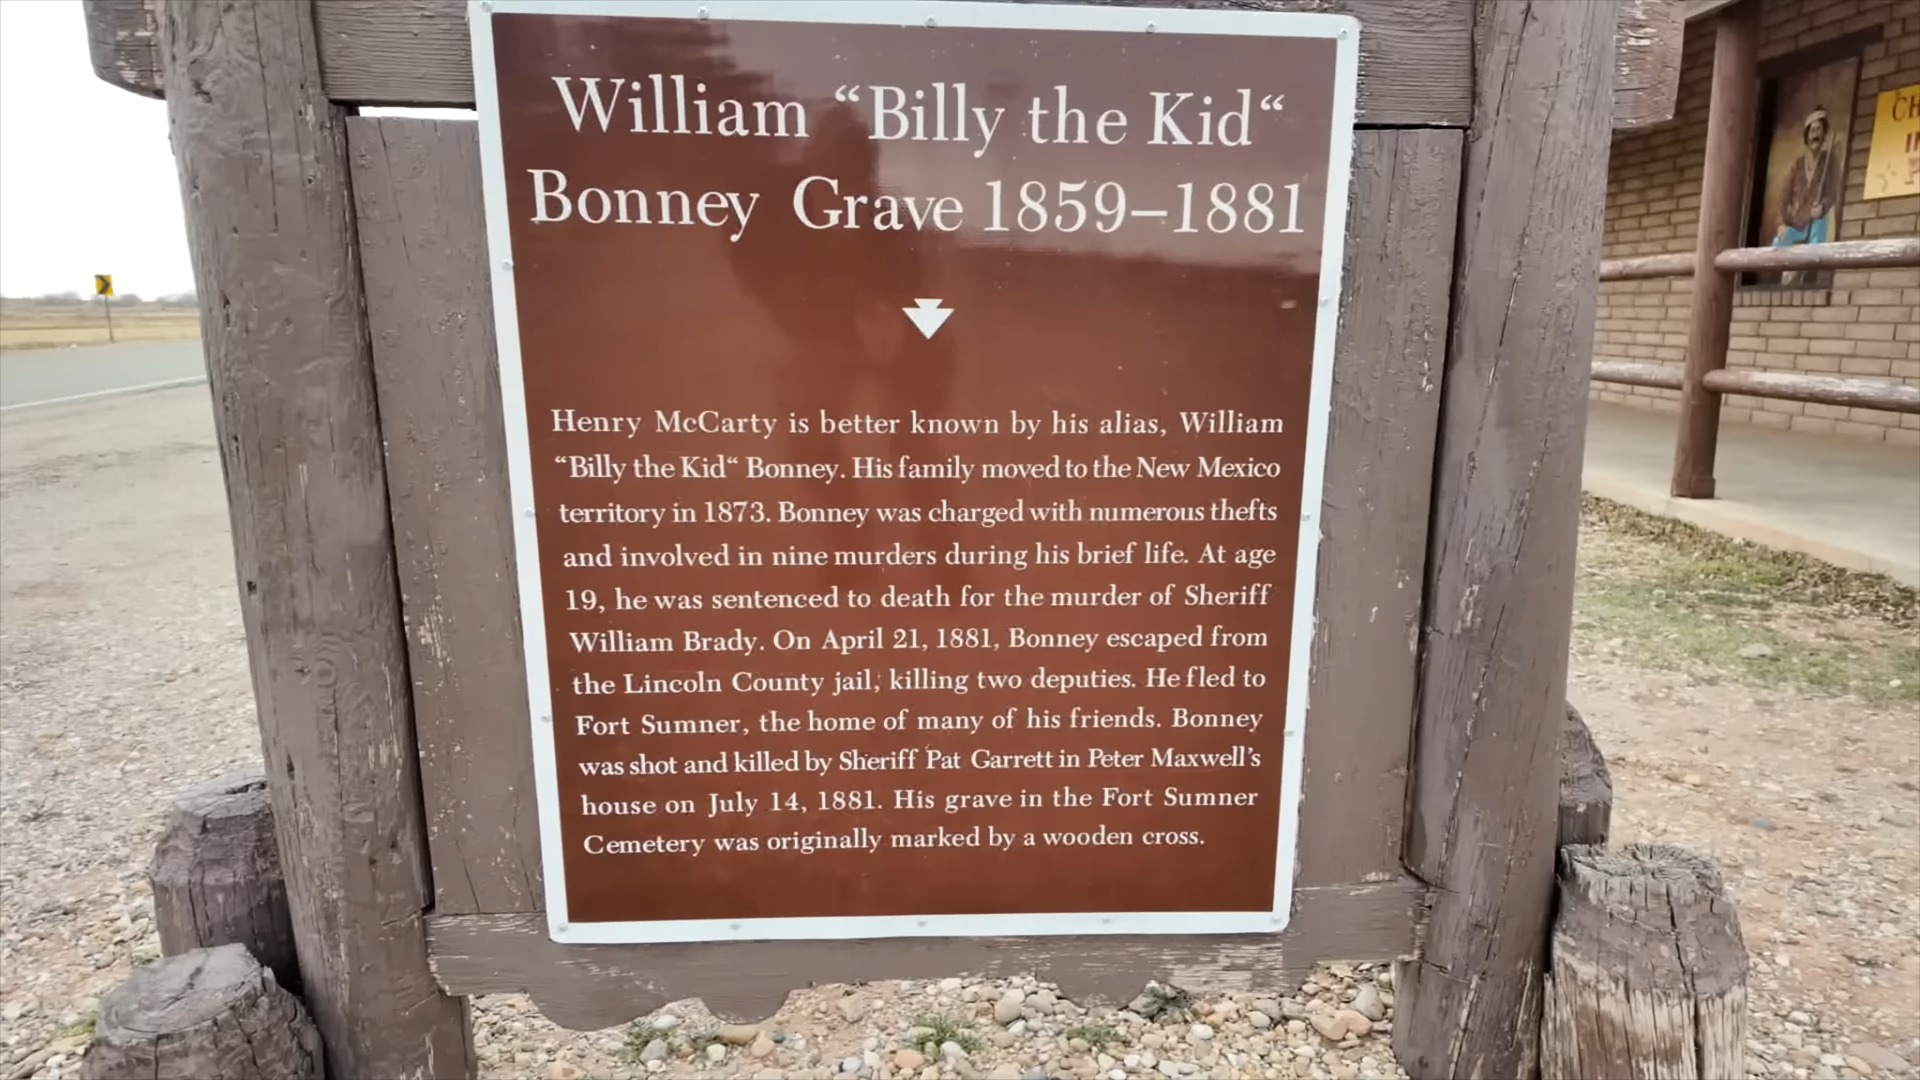 William “Billy the Kid“
Bonney Grave 1859–1881
Henry McCarty is better known by his alias, William
“Billy the Kid“ Bonney. His family moved to the New Mexico
territory in 1873. Bonney was charged with numerous thefts
and involved in nine murders during his brief life. At age
19, he was sentenced to death for the murder of Sheriff
William Brady. On April 21, 1881, Bonney escaped from
the Lincoln County jail, killing two deputies. He fled to
Fort Sumner, the home of many of his friends. Bonney
was shot and killed by Sheriff Pat Garrett in Peter Maxwell’s
house on July 14, 1881. His grave in the Fort Sumner
Cemetery was originally marked by a wooden cross.